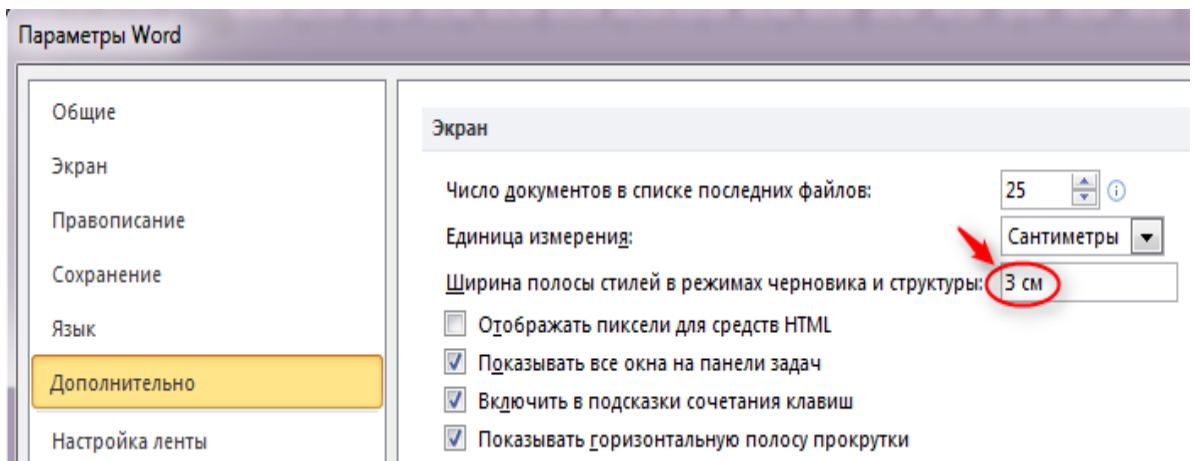 Параметры Word
Общие
Экран
Правописание
Сохранение
Язык
Дополнительно
Настройка ленты
Экран
Число документов в списке последних файлов: 25
Единица измерения: Сантиметры
Ширина полосы стилей в режимах черновика и структуры: 3 см
Отображать пиксели для средств HTML
Показывать все окна на панели задач
Включить в подсказки сочетания клавиш
Показывать горизонтальную полосу прокрутки